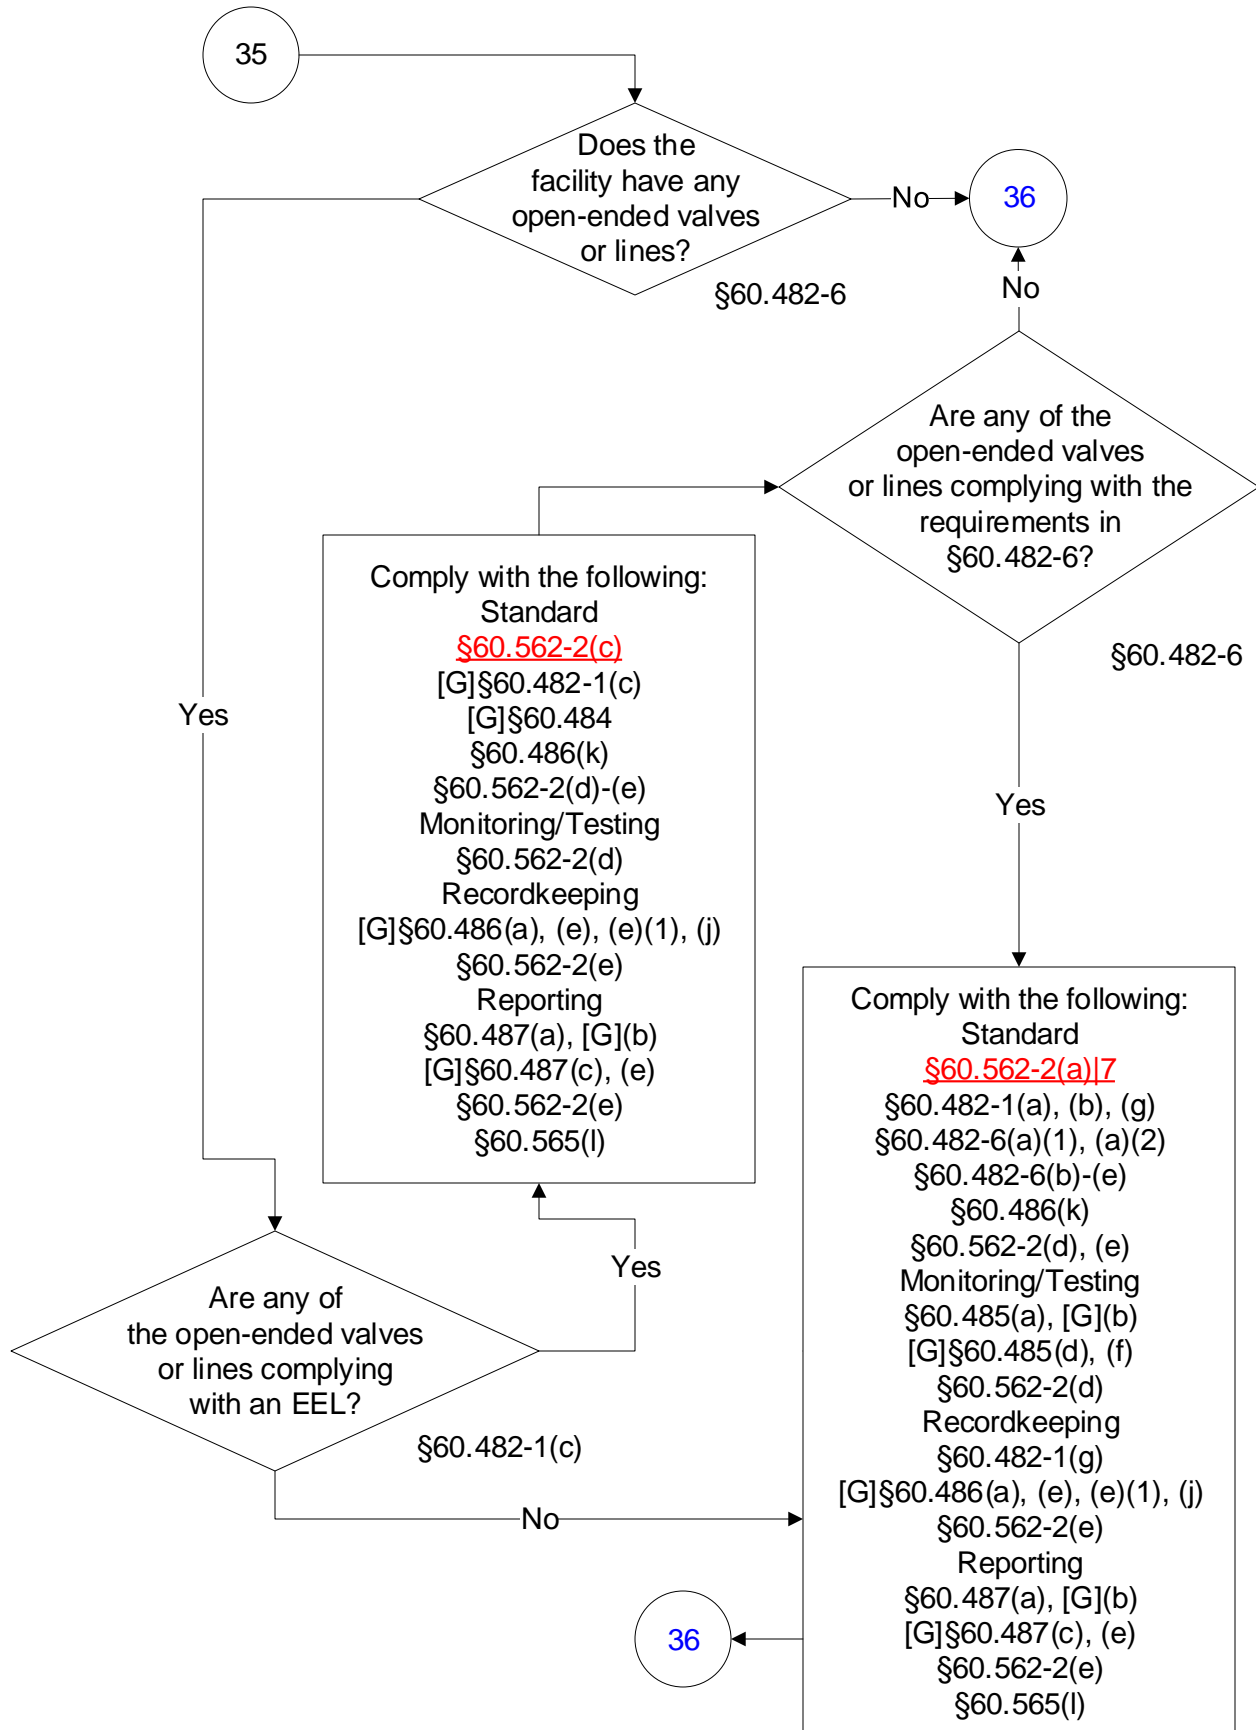 35
Does the
facility have any
open-ended valves
or lines?
No
36
§60.482-6
No
Are any of the
open-ended valves
or lines complying with the
requirements in
§60.482-6?
§60.482-6
Yes
Comply with the following:
Standard
§60.562-2(c)
[G]§60.482-1(c)
[G]§60.484
§60.486(k)
§60.562-2(d)-(e)
Monitoring/Testing
§60.562-2(d)
Recordkeeping
[G]§60.486(a), (e), (e)(1), (j)
§60.562-2(e)
Reporting
§60.487(a), [G](b)
[G]§60.487(c), (e)
§60.562-2(e)
§60.565(l)
Yes
Yes
Are any of
the open-ended valves
or lines complying
with an EEL?
§60.482-1(c)
No
Comply with the following:
Standard
§60.562-2(a)|7
§60.482-1(a), (b), (g)
§60.482-6(a)(1), (a)(2)
§60.482-6(b)-(e)
§60.486(k)
§60.562-2(d), (e)
Monitoring/Testing
§60.485(a), [G](b)
[G]§60.485(d), (f)
§60.562-2(d)
Recordkeeping
§60.482-1(g)
[G]§60.486(a), (e), (e)(1), (j)
§60.562-2(e)
Reporting
§60.487(a), [G](b)
[G]§60.487(c), (e)
§60.562-2(e)
§60.565(l)
36